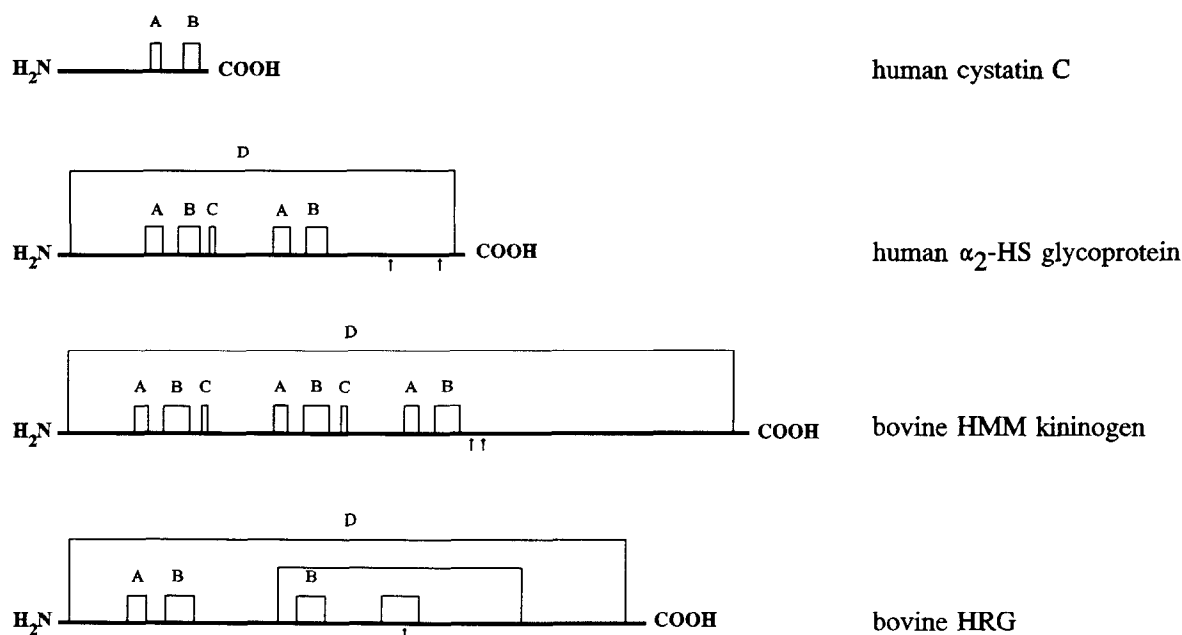 A B
H₂N COOH human cystatin C
D
A B C A B
H₂N COOH human α₂-HS glycoprotein
D
A B C A B C A B
H₂N COOH bovine HMM kininogen
D
A B B
H₂N COOH bovine HRG